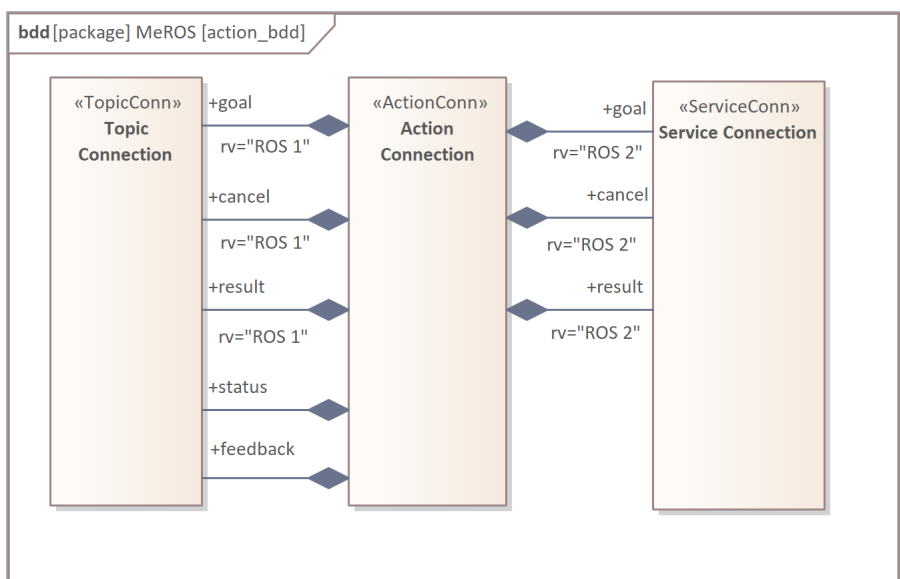 bdd [package] MeROS [action_bdd]
«TopicConn»
Topic
Connection
+goal
rv="ROS 1"
+cancel
rv="ROS 1"
+result
rv="ROS 1"
+status
+feedback
«ActionConn»
Action
Connection
+goal
rv="ROS 2"
+cancel
rv="ROS 2"
+result
rv="ROS 2"
«ServiceConn»
Service Connection